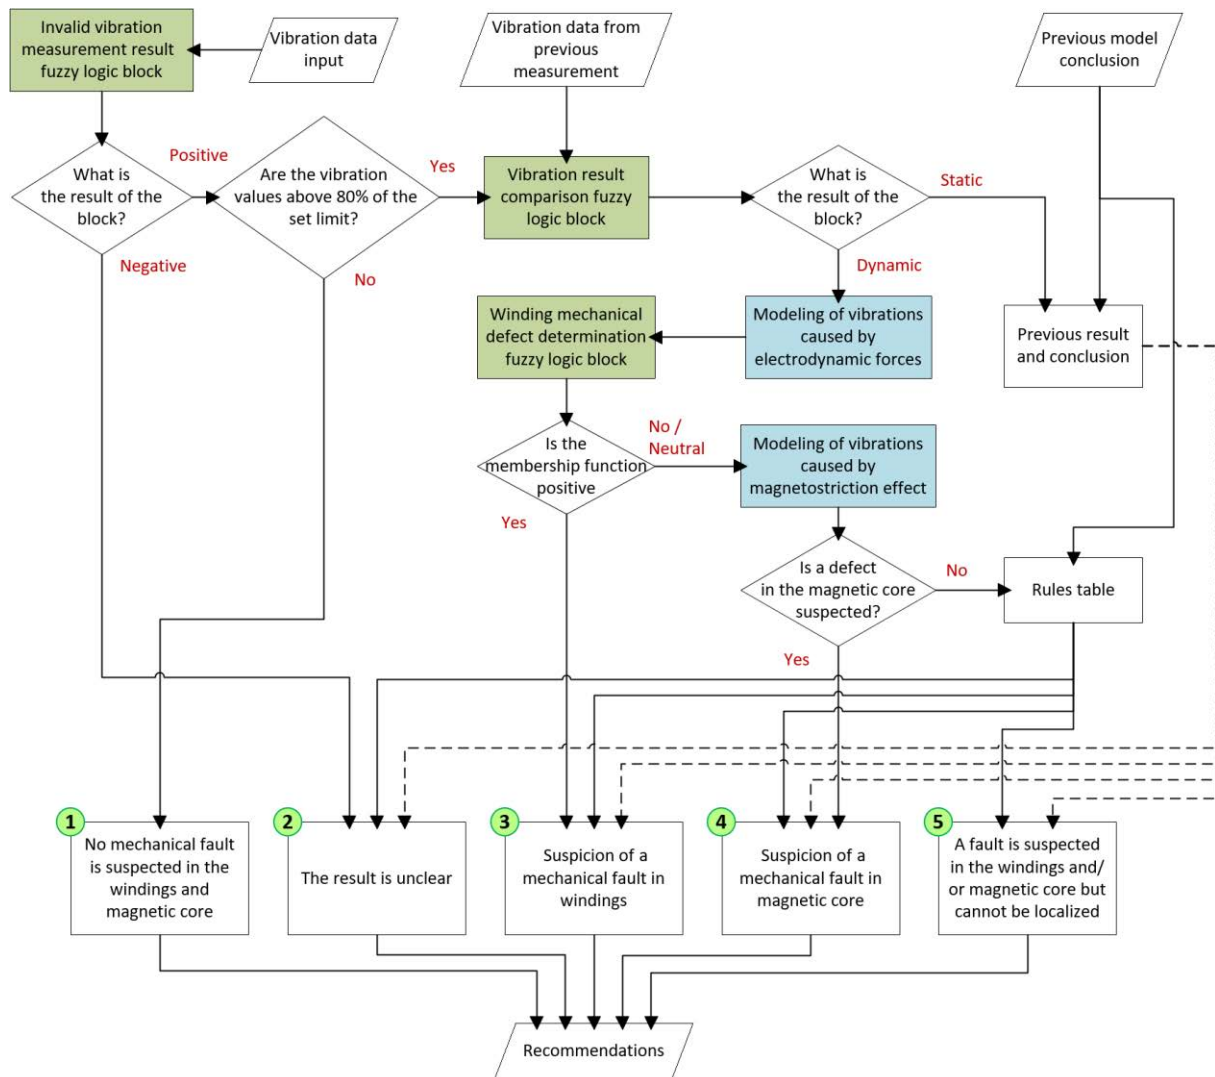 Invalid vibration
measurement result
fuzzy logic block
Vibration data
input
Vibration data from
previous
measurement
Previous model
conclusion
What is
the result of the
block?
Positive
Negative
Are the vibration
values above 80% of the
set limit?
Yes
No
Vibration result
comparison fuzzy
logic block
What is
the result of the
block?
Static
Dynamic
Winding mechanical
defect determination
fuzzy logic block
Modeling of vibrations
caused by
electrodynamic forces
Previous result
and conclusion
Is the
membership function
positive
No /
Neutral
Yes
Modeling of vibrations
caused by
magnetostriction effect
Is a defect
in the magnetic core
suspected?
No
Yes
Rules table
1
No mechanical fault
is suspected in the
windings and
magnetic core
2
The result is unclear
3
Suspicion of a
mechanical fault in
windings
4
Suspicion of a
mechanical fault in
magnetic core
5
A fault is suspected
in the windings and/
or magnetic core but
cannot be localized
Recommendations